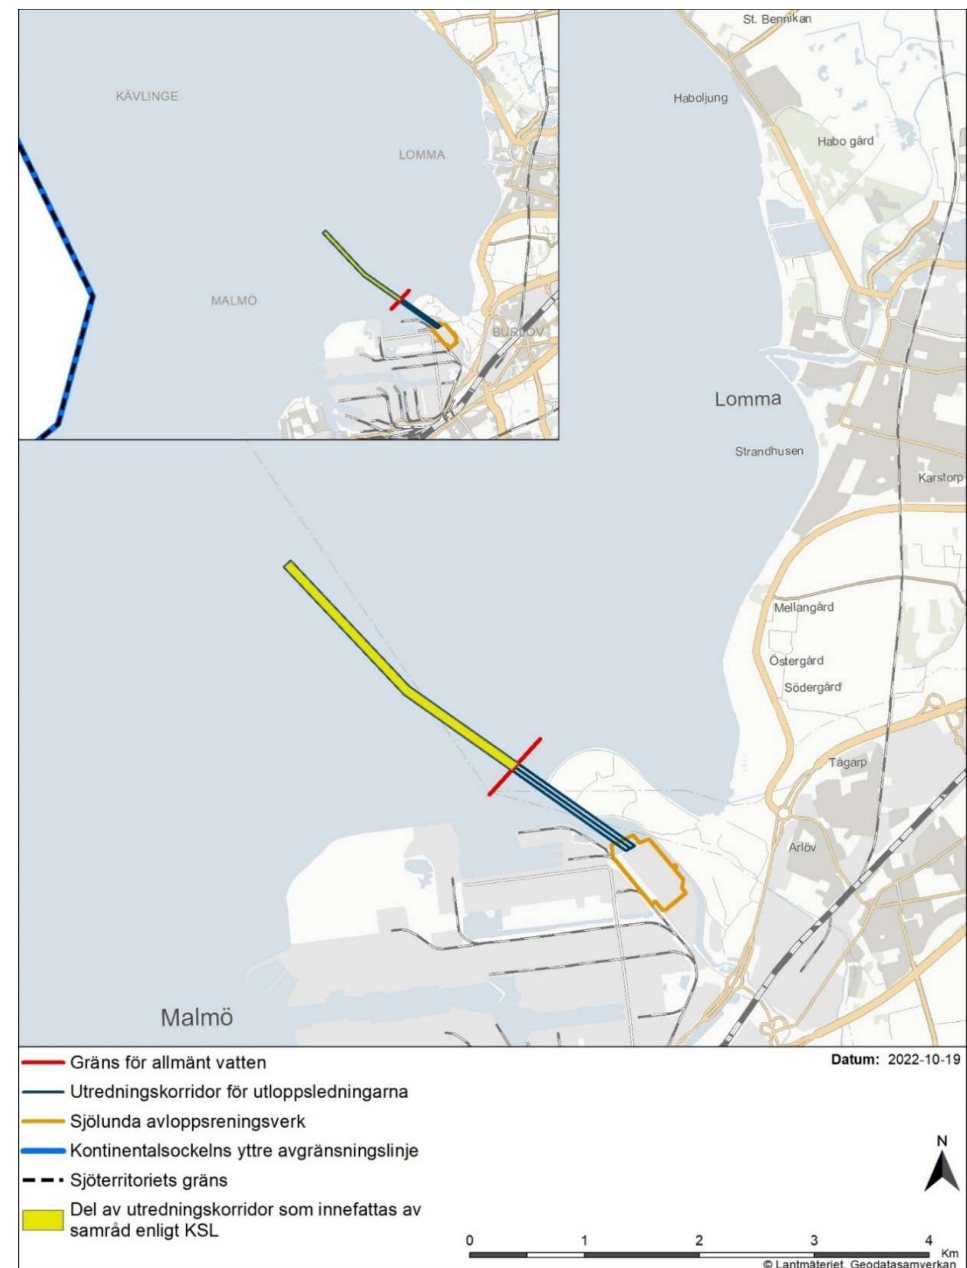 KÄVLINGE
LOMMA
MALMÖ
BURLÖV
St. Bennikan
Haboljung
Habo gård
Lomma
Strandhusen
Karstorp
Mellangård
Östergård
Södergård
Tågarp
Arlöv
Malmö
Gräns för allmänt vatten
Datum: 2022-10-19
Utredningskorridor för utloppsledningarna
Sjölunda avloppsreningsverk
Kontinentalsockelns yttre avgränsningslinje
Sjöterritoriets gräns
N
Del av utredningskorridor som innefattas av
samråd enligt KSL
0 1 2 3 4
Km
© Lantmäteriet, Geodatasamverkan